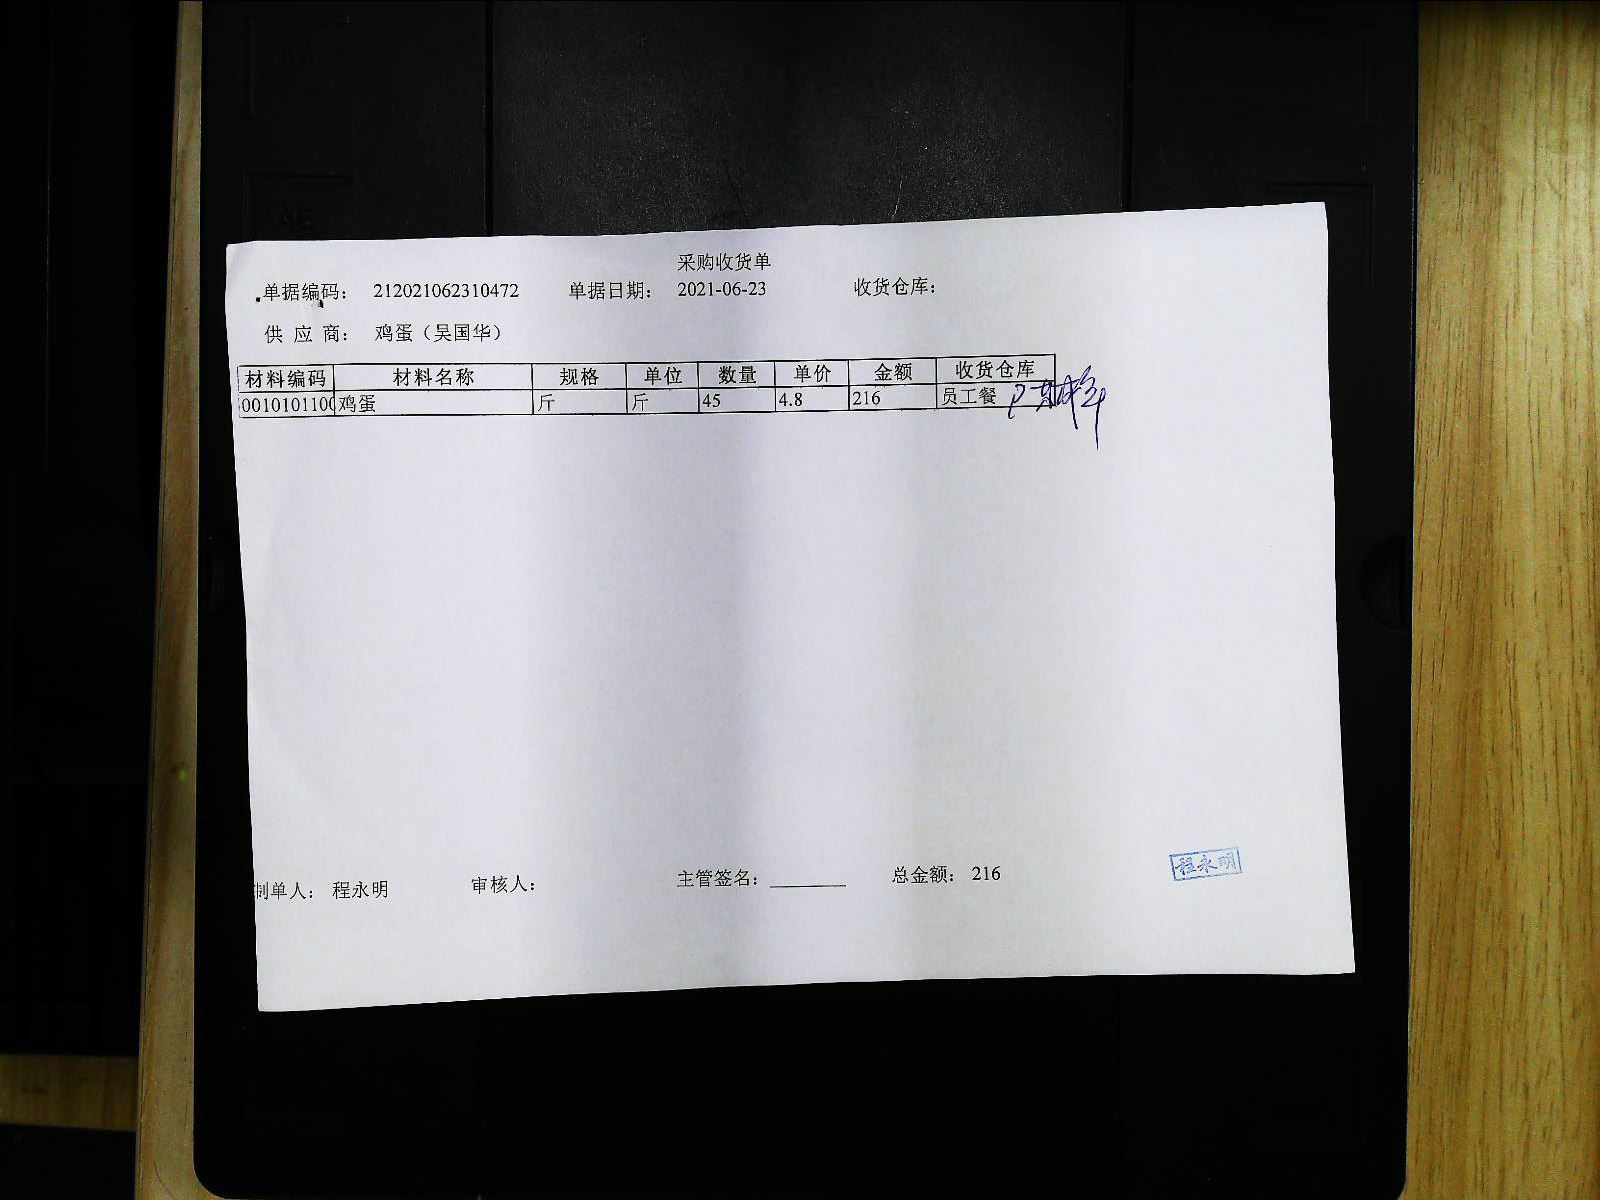 采购收货单
单据编码： 212021062310472 单据日期： 2021-06-23 收货仓库：
供 应 商： 鸡蛋（吴国华）
材料编码 材料名称 规格 单位 数量 单价 金额 收货仓库
0010101100 鸡蛋 斤 斤 45 4.8 216 员工餐
制单人： 程永明 审核人： 主管签名： 总金额： 216
程永明